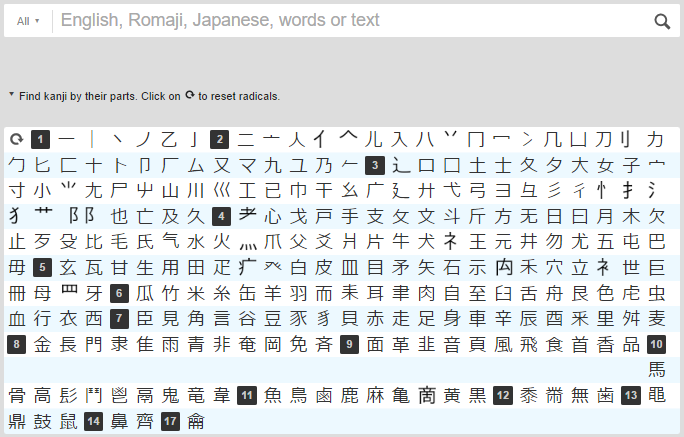 All ▾ English, Romaji, Japanese, words or text
Find kanji by their parts. Click on ⟳ to reset radicals.
1 一 ｜ 丶 ノ 乙 亅 2 二 亠 人 亻 𠆢 儿 入 八 丷 冂 冖 冫 几 凵 刀 刂 力
勹 匕 匚 十 卜 卩 厂 厶 又 マ 九 ユ 乃 𠂉 3 辶 口 囗 土 士 夂 夕 大 女 子 宀
寸 小 ⺌ 尢 尸 屮 山 川 巛 工 已 巾 干 幺 广 廴 廾 弋 弓 ヨ 彑 彡 彳 忄 扌 氵
犭 艹 ⻏ ⻖ 也 亡 及 久 4 耂 心 戈 戸 手 支 攵 文 斗 斤 方 无 日 曰 月 木 欠
止 歹 殳 比 毛 氏 气 水 火 灬 爪 父 爻 爿 片 牛 犬 礻 王 元 井 勿 尤 五 屯 巴
毋 5 玄 瓦 甘 生 用 田 疋 疒 癶 白 皮 皿 目 矛 矢 石 示 禸 禾 穴 立 衤 世 巨
冊 母 罒 牙 6 瓜 竹 米 糸 缶 羊 羽 而 耒 耳 聿 肉 自 至 臼 舌 舟 艮 色 虍 虫
血 行 衣 西 7 臣 見 角 言 谷 豆 豕 豸 貝 赤 走 足 身 車 辛 辰 酉 釆 里 舛 麦
8 金 長 門 隶 隹 雨 青 非 奄 岡 免 斉 9 面 革 韭 音 頁 風 飛 食 首 香 品 10
馬
骨 高 髟 鬥 鬯 鬲 鬼 竜 韋 11 魚 鳥 鹵 鹿 麻 亀 啇 黄 黒 12 黍 黹 無 歯 13 黽
鼎 鼓 鼠 14 鼻 齊 17 龠